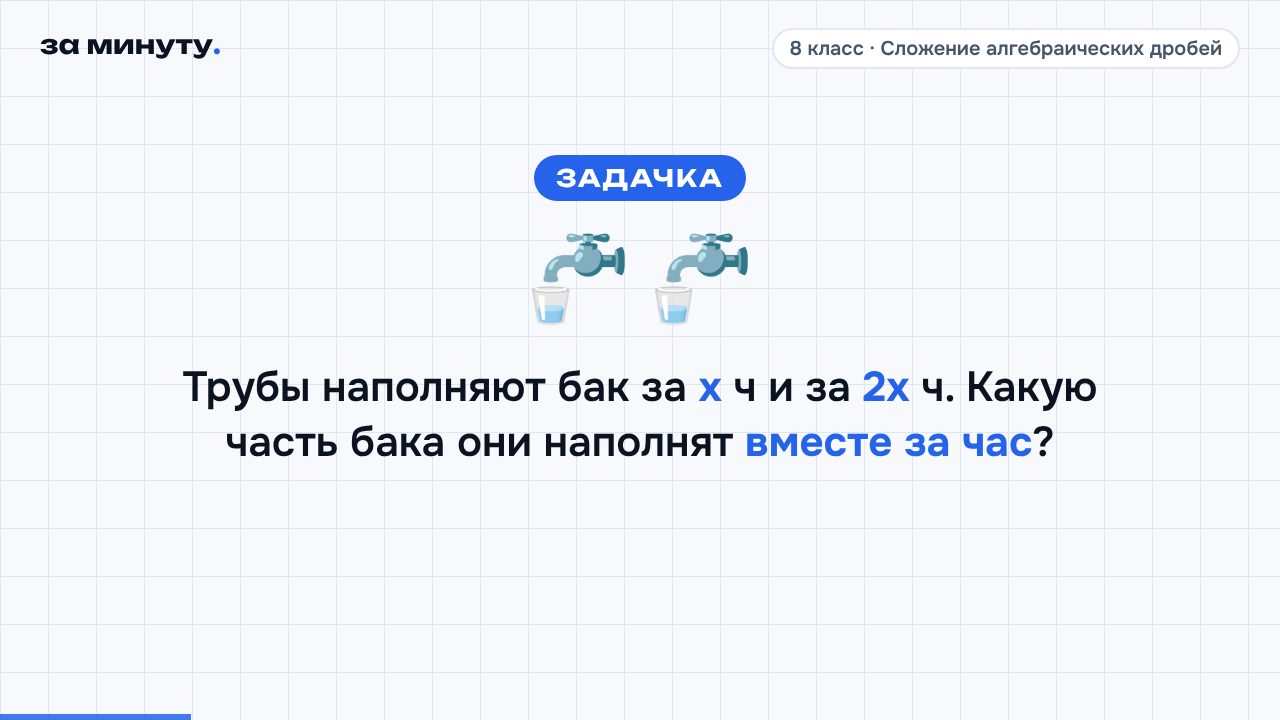 за минуту.
8 класс · Сложение алгебраических дробей
ЗАДАЧКА
Трубы наполняют бак за x ч и за 2x ч. Какую
часть бака они наполнят вместе за час?